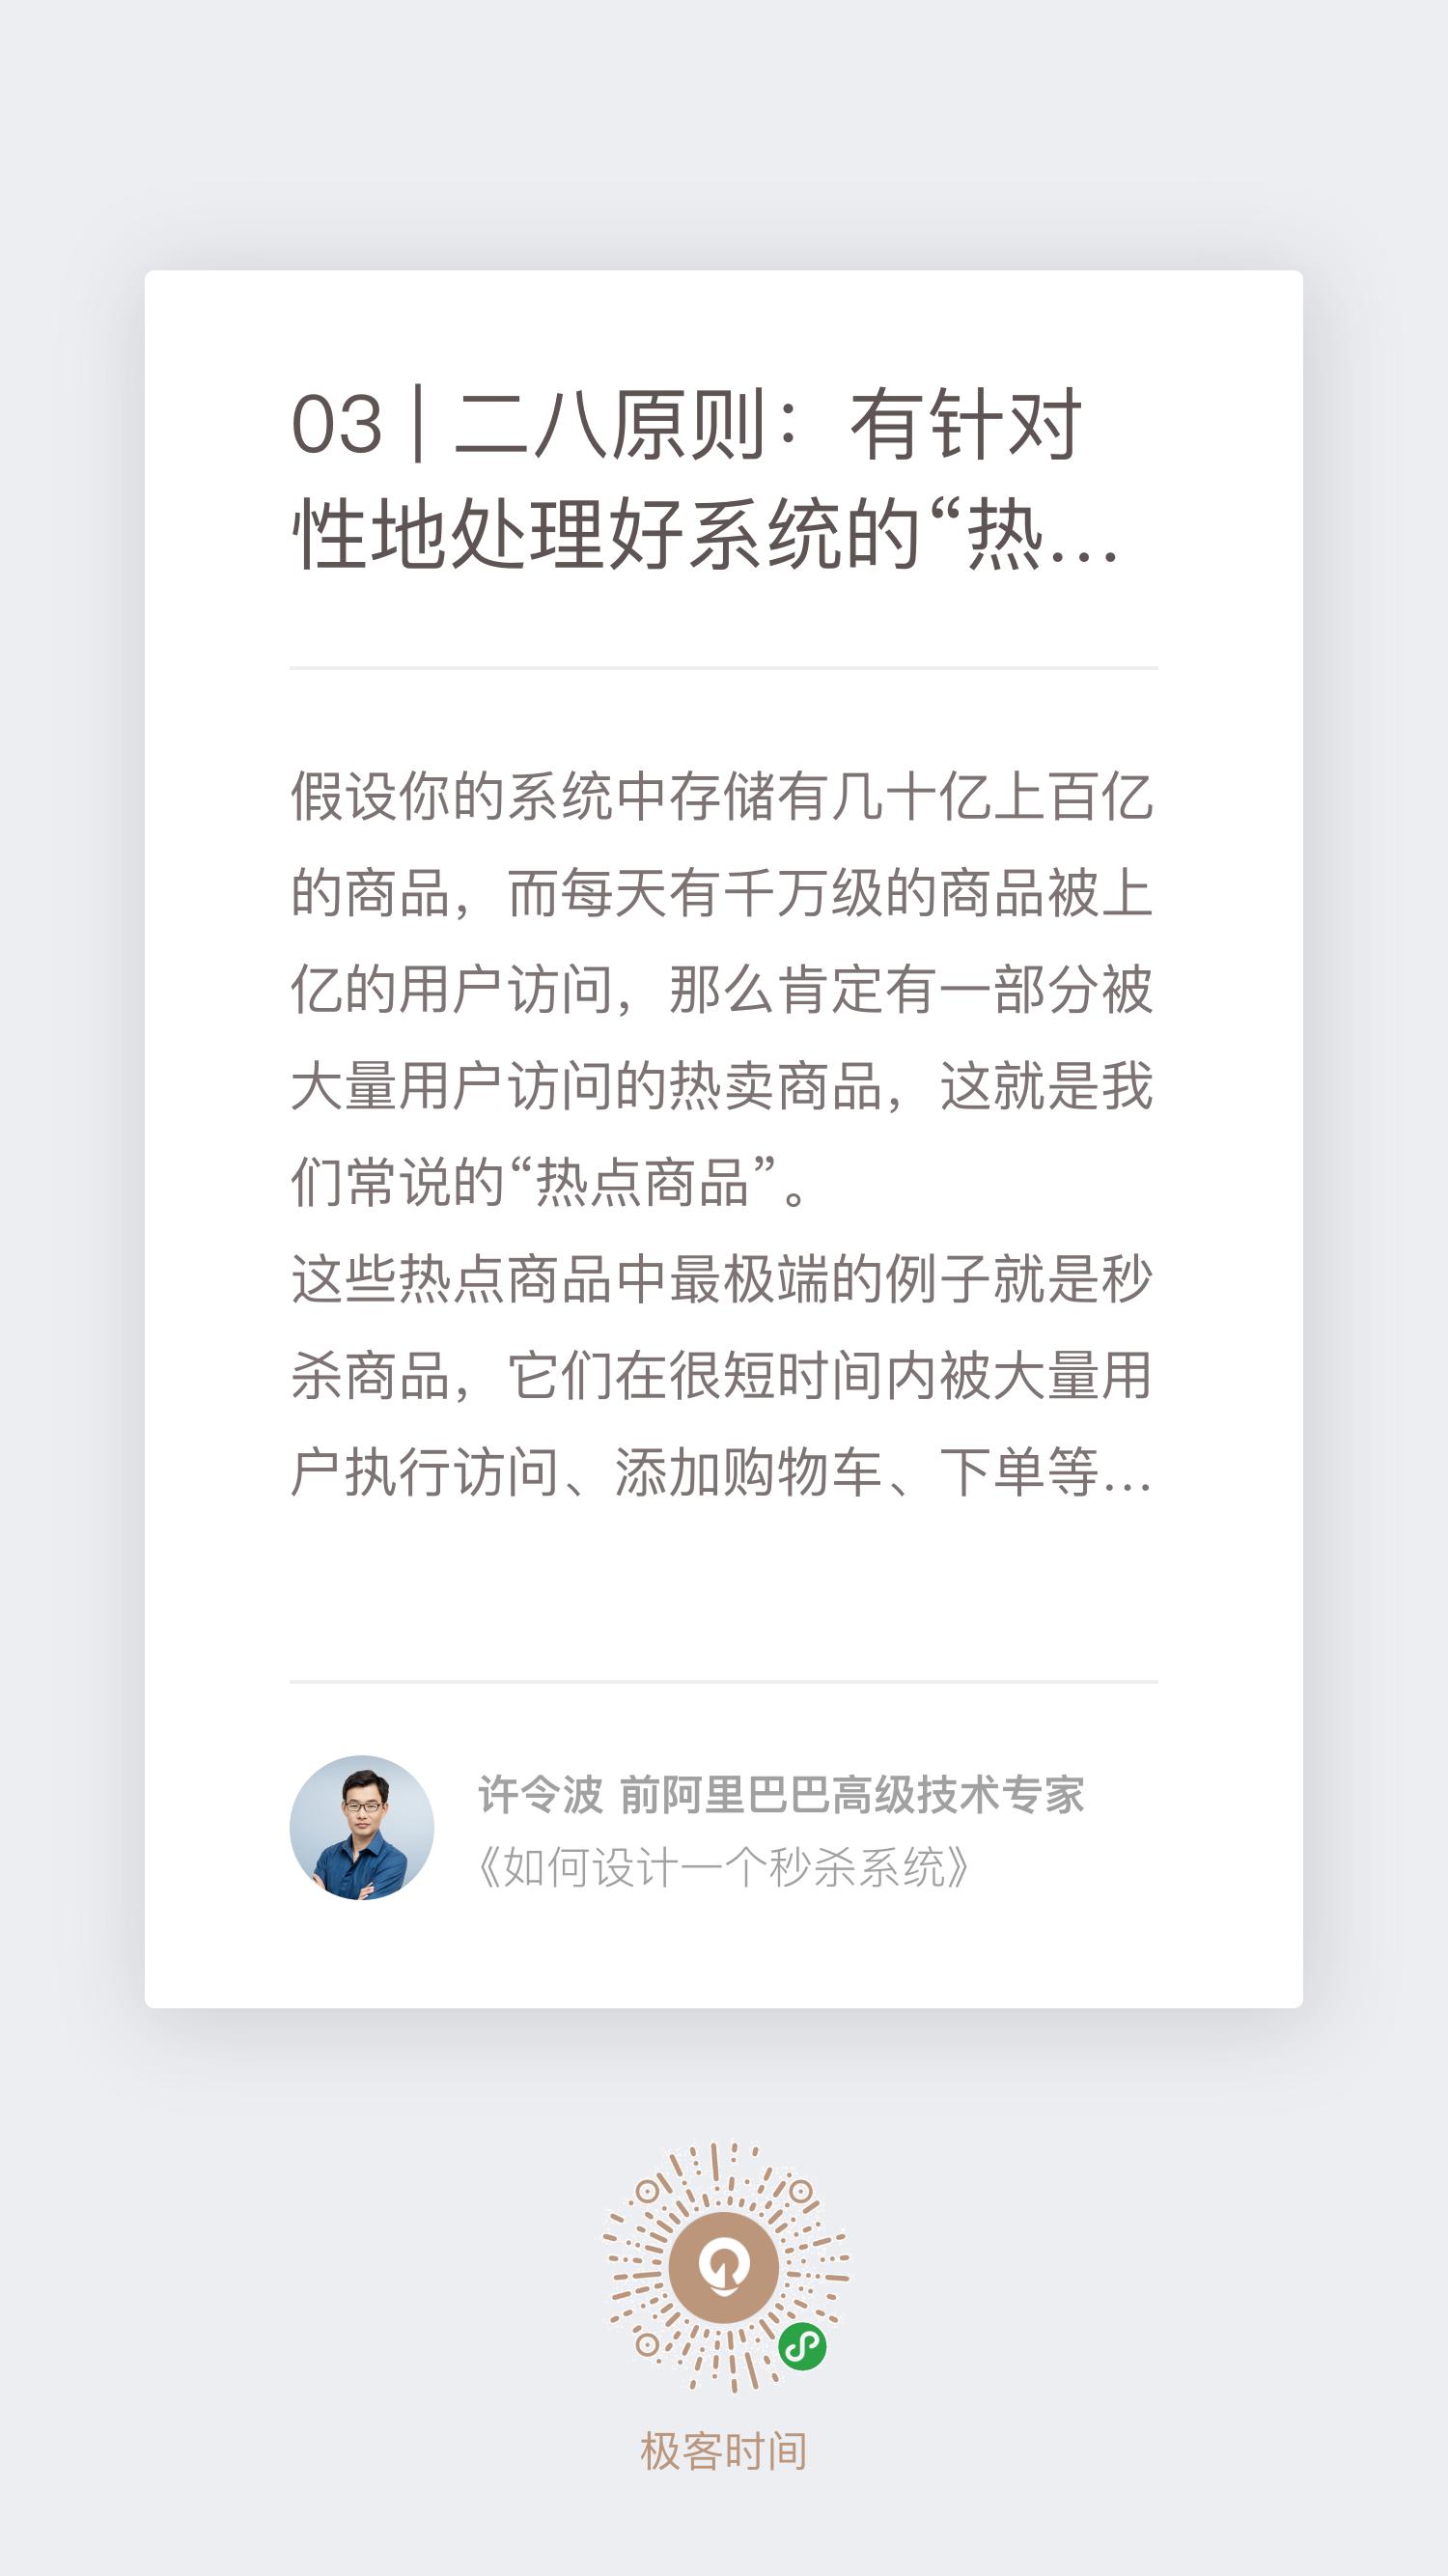 03 | 二八原则：有针对
性地处理好系统的“热…
假设你的系统中存储有几十亿上百亿
的商品，而每天有千万级的商品被上
亿的用户访问，那么肯定有一部分被
大量用户访问的热卖商品，这就是我
们常说的“热点商品”。
这些热点商品中最极端的例子就是秒
杀商品，它们在很短时间内被大量用
户执行访问、添加购物车、下单等…
许令波 前阿里巴巴高级技术专家
《如何设计一个秒杀系统》
极客时间